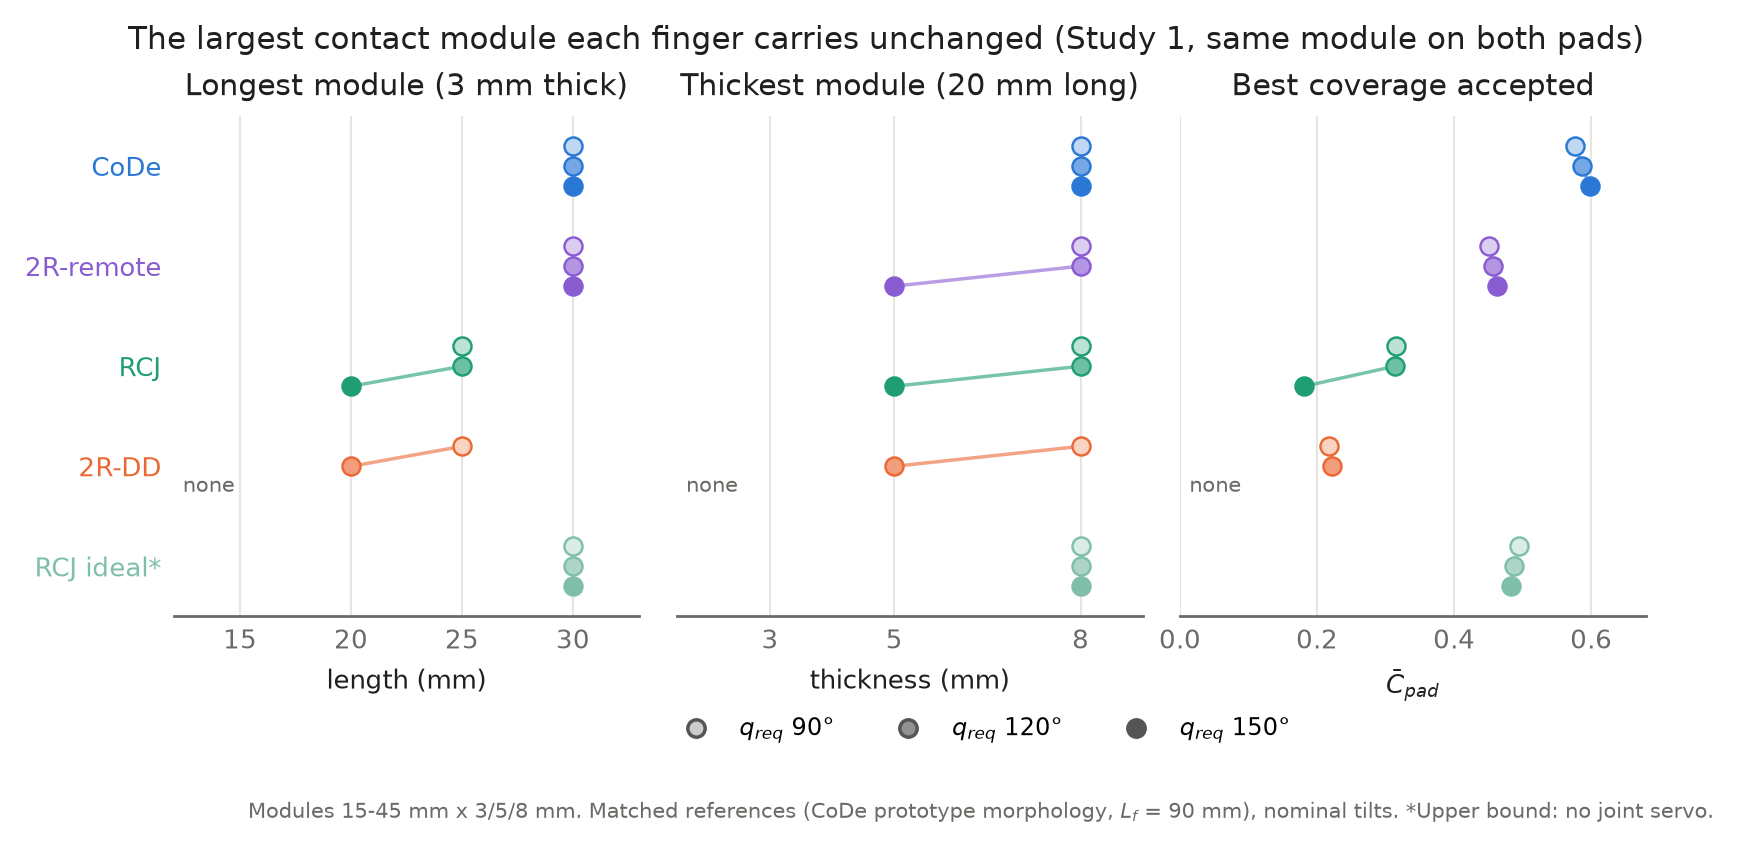 The largest contact module each finger carries unchanged (Study 1, same module on both pads)
Longest module (3 mm thick)
Thickest module (20 mm long)
Best coverage accepted
CoDe
2R-remote
RCJ
2R-DD
none
none
none
RCJ ideal*
15 20 25 30
3 5 8
0.0 0.2 0.4 0.6
length (mm)
thickness (mm)
C̄pad
qreq 90° qreq 120° qreq 150°
Modules 15-45 mm x 3/5/8 mm. Matched references (CoDe prototype morphology, Lf = 90 mm), nominal tilts. *Upper bound: no joint servo.